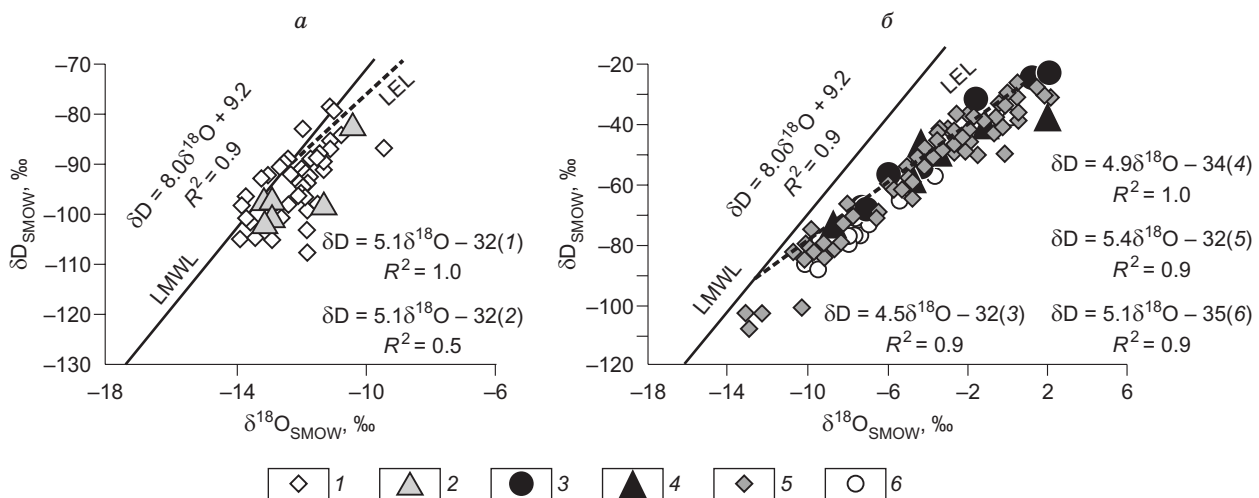 а
δD_SMOW, ‰
−70
−80
−90
−100
−110
−120
−130
−18
−14
−10
−6
δ¹⁸O_SMOW, ‰
δD = 8.0δ¹⁸O + 9.2
R² = 0.9
LMWL
LEL
δD = 5.1δ¹⁸O − 32(1)
R² = 1.0
δD = 5.1δ¹⁸O − 32(2)
R² = 0.5
б
δD_SMOW, ‰
−20
−40
−60
−80
−100
−120
−18
−14
−10
−6
−2
2
6
δ¹⁸O_SMOW, ‰
δD = 8.0δ¹⁸O + 9.2
R² = 0.9
LMWL
LEL
δD = 4.9δ¹⁸O − 34(4)
R² = 1.0
δD = 5.4δ¹⁸O − 32(5)
R² = 0.9
δD = 4.5δ¹⁸O − 32(3)
R² = 0.9
δD = 5.1δ¹⁸O − 35(6)
R² = 0.9
1 2 3 4 5 6